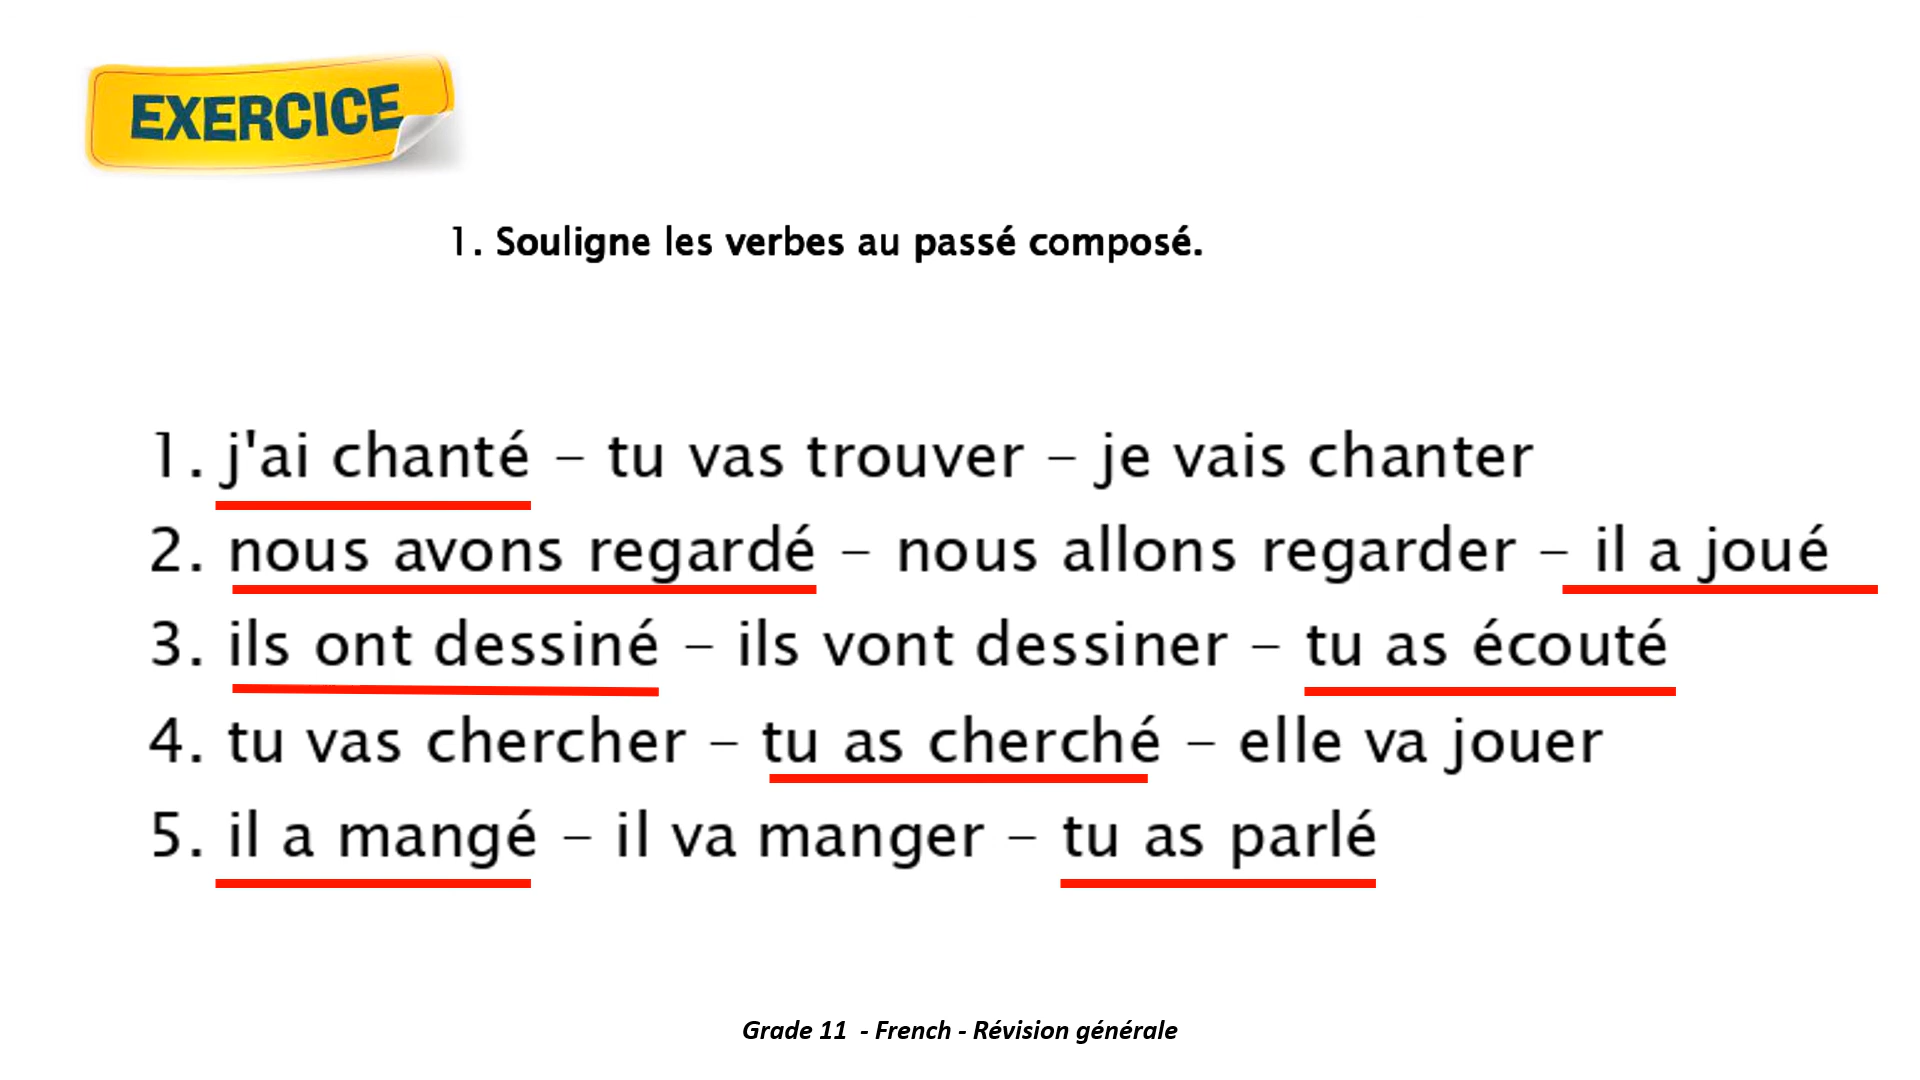 EXERCICE
1. Souligne les verbes au passé composé.
1. j'ai chanté – tu vas trouver – je vais chanter
2. nous avons regardé – nous allons regarder – il a joué
3. ils ont dessiné – ils vont dessiner – tu as écouté
4. tu vas chercher – tu as cherché – elle va jouer
5. il a mangé – il va manger – tu as parlé
Grade 11 - French - Révision générale